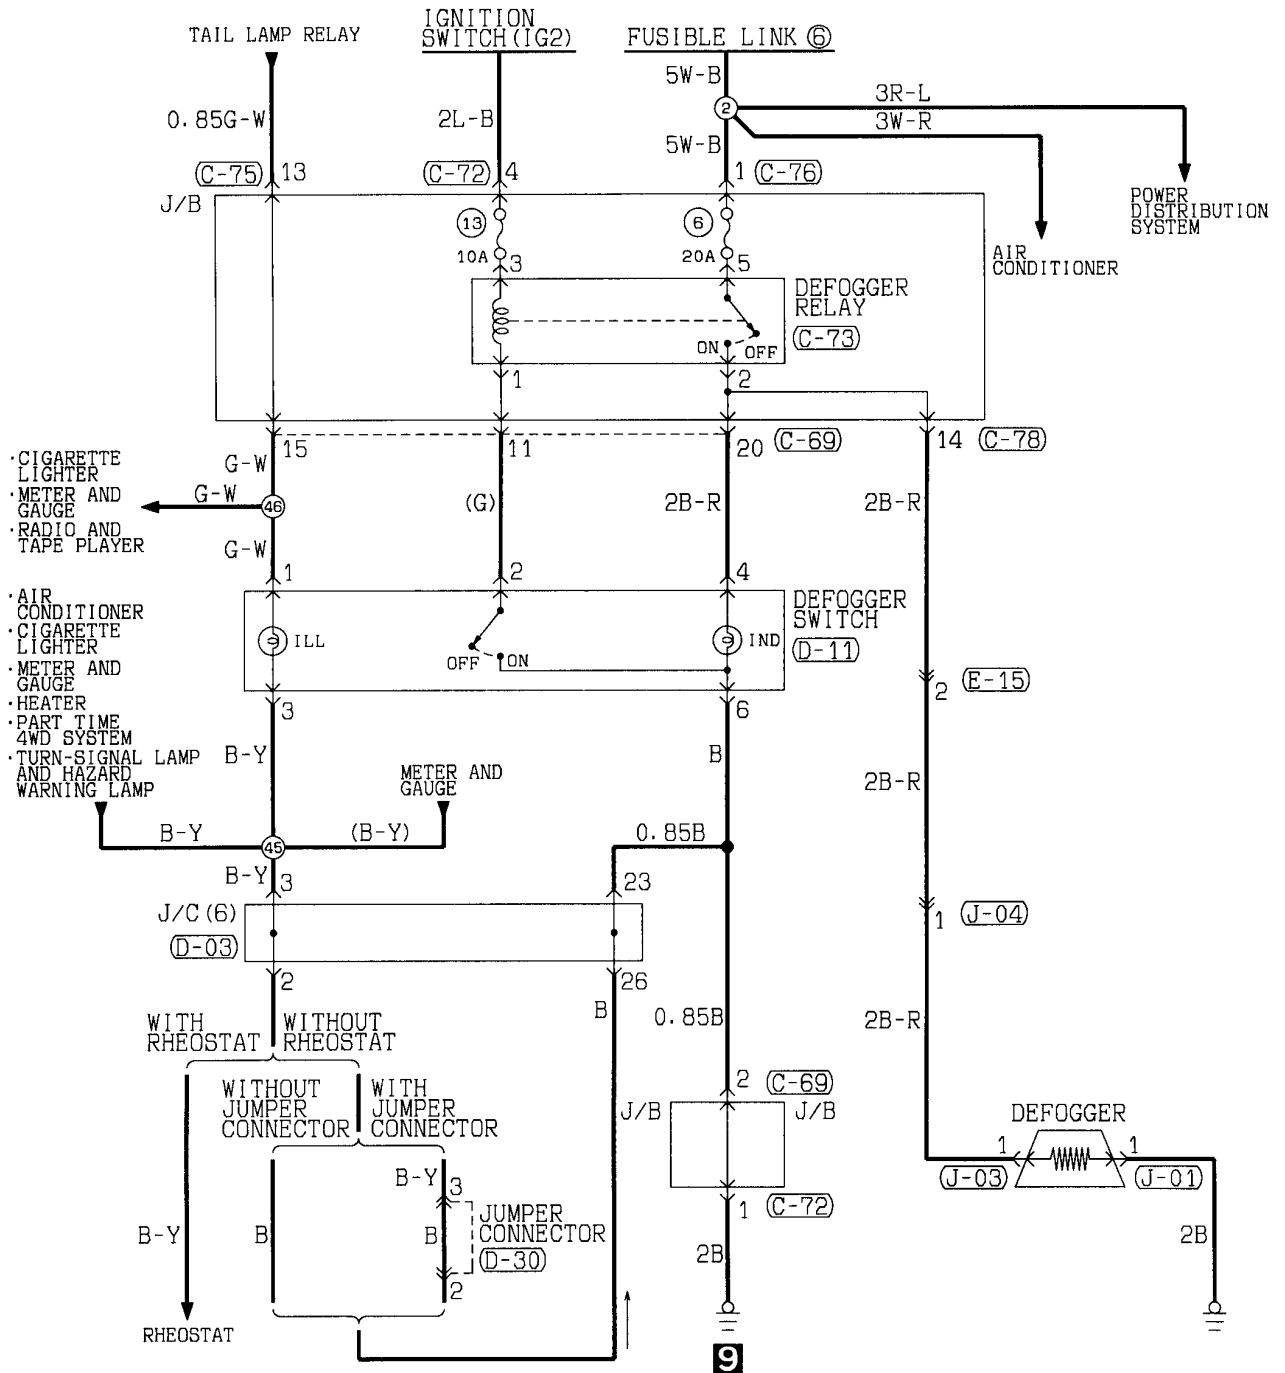 TAIL LAMP RELAY
IGNITION
SWITCH(IG2)
FUSIBLE LINK ⑥
5W-B
2
3R-L
3W-R
0.85G-W
2L-B
5W-B
C-75
13
C-72
4
1
C-76
J/B
POWER
DISTRIBUTION
SYSTEM
AIR
CONDITIONER
13
10A
3
6
20A
5
DEFOGGER
RELAY
C-73
ON
OFF
1
2
15
11
20
C-69
14
C-78
·CIGARETTE
LIGHTER
·METER AND
GAUGE
·RADIO AND
TAPE PLAYER
G-W
G-W
46
G-W
(G)
2B-R
2B-R
1
2
4
·AIR
CONDITIONER
·CIGARETTE
LIGHTER
·METER AND
GAUGE
·HEATER
·PART TIME
4WD SYSTEM
·TURN-SIGNAL LAMP
AND HAZARD
WARNING LAMP
ILL
OFF
ON
IND
DEFOGGER
SWITCH
D-11
3
6
2
E-15
B-Y
B
METER AND
GAUGE
2B-R
B-Y
45
(B-Y)
0.85B
B-Y
3
23
J/C(6)
D-03
1
J-04
2
26
WITH
RHEOSTAT
WITHOUT
RHEOSTAT
B
0.85B
2B-R
WITHOUT
JUMPER
CONNECTOR
WITH
JUMPER
CONNECTOR
2
C-69
J/B
J/B
DEFOGGER
1
J-03
1
J-01
B-Y
3
1
C-72
JUMPER
CONNECTOR
D-30
B-Y
B
B
2
2B
2B
RHEOSTAT
9